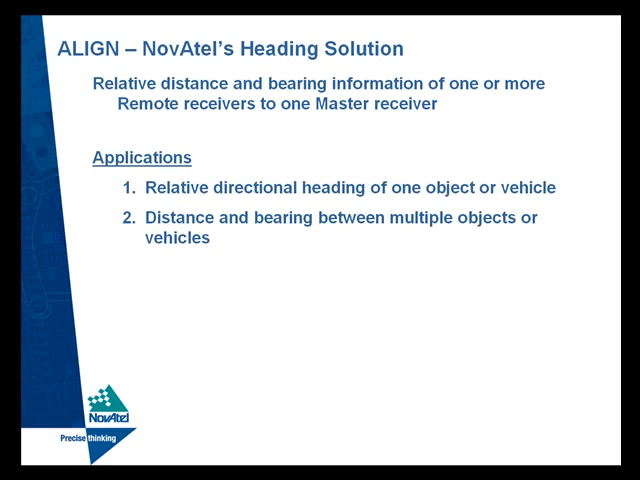 ALIGN – NovAtel's Heading Solution
Relative distance and bearing information of one or more
Remote receivers to one Master receiver
Applications
1. Relative directional heading of one object or vehicle
2. Distance and bearing between multiple objects or
vehicles
NovAtel
Precise thinking